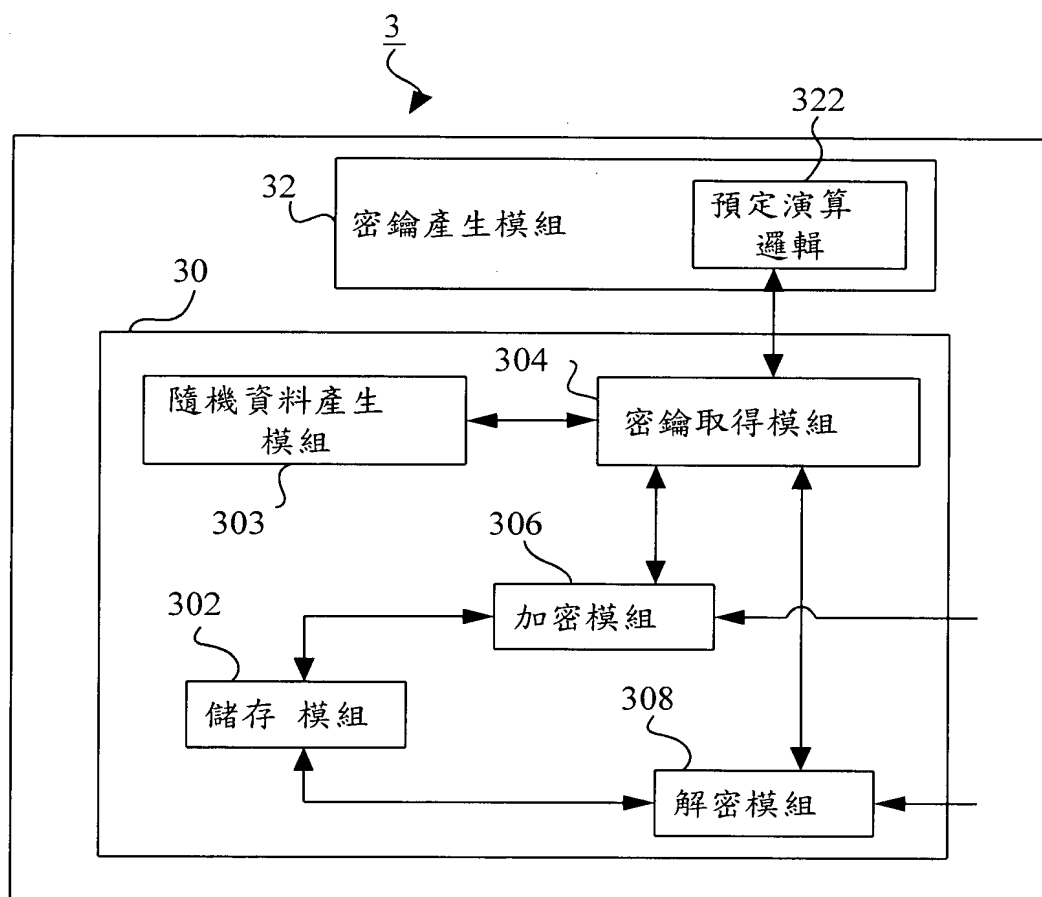 3
322
32
密鑰產生模組
預定演算
邏輯
30
304
隨機資料產生
模組
密鑰取得模組
303
306
302
加密模組
儲存 模組
308
解密模組